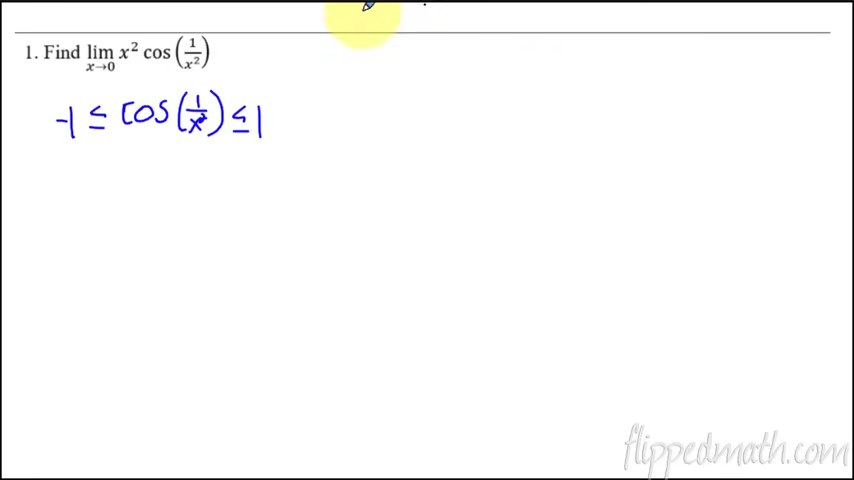 1. Find lim x→0 x² cos(1/x²)
-1 ≤ cos(1/x²) ≤ 1
flippedmath.com